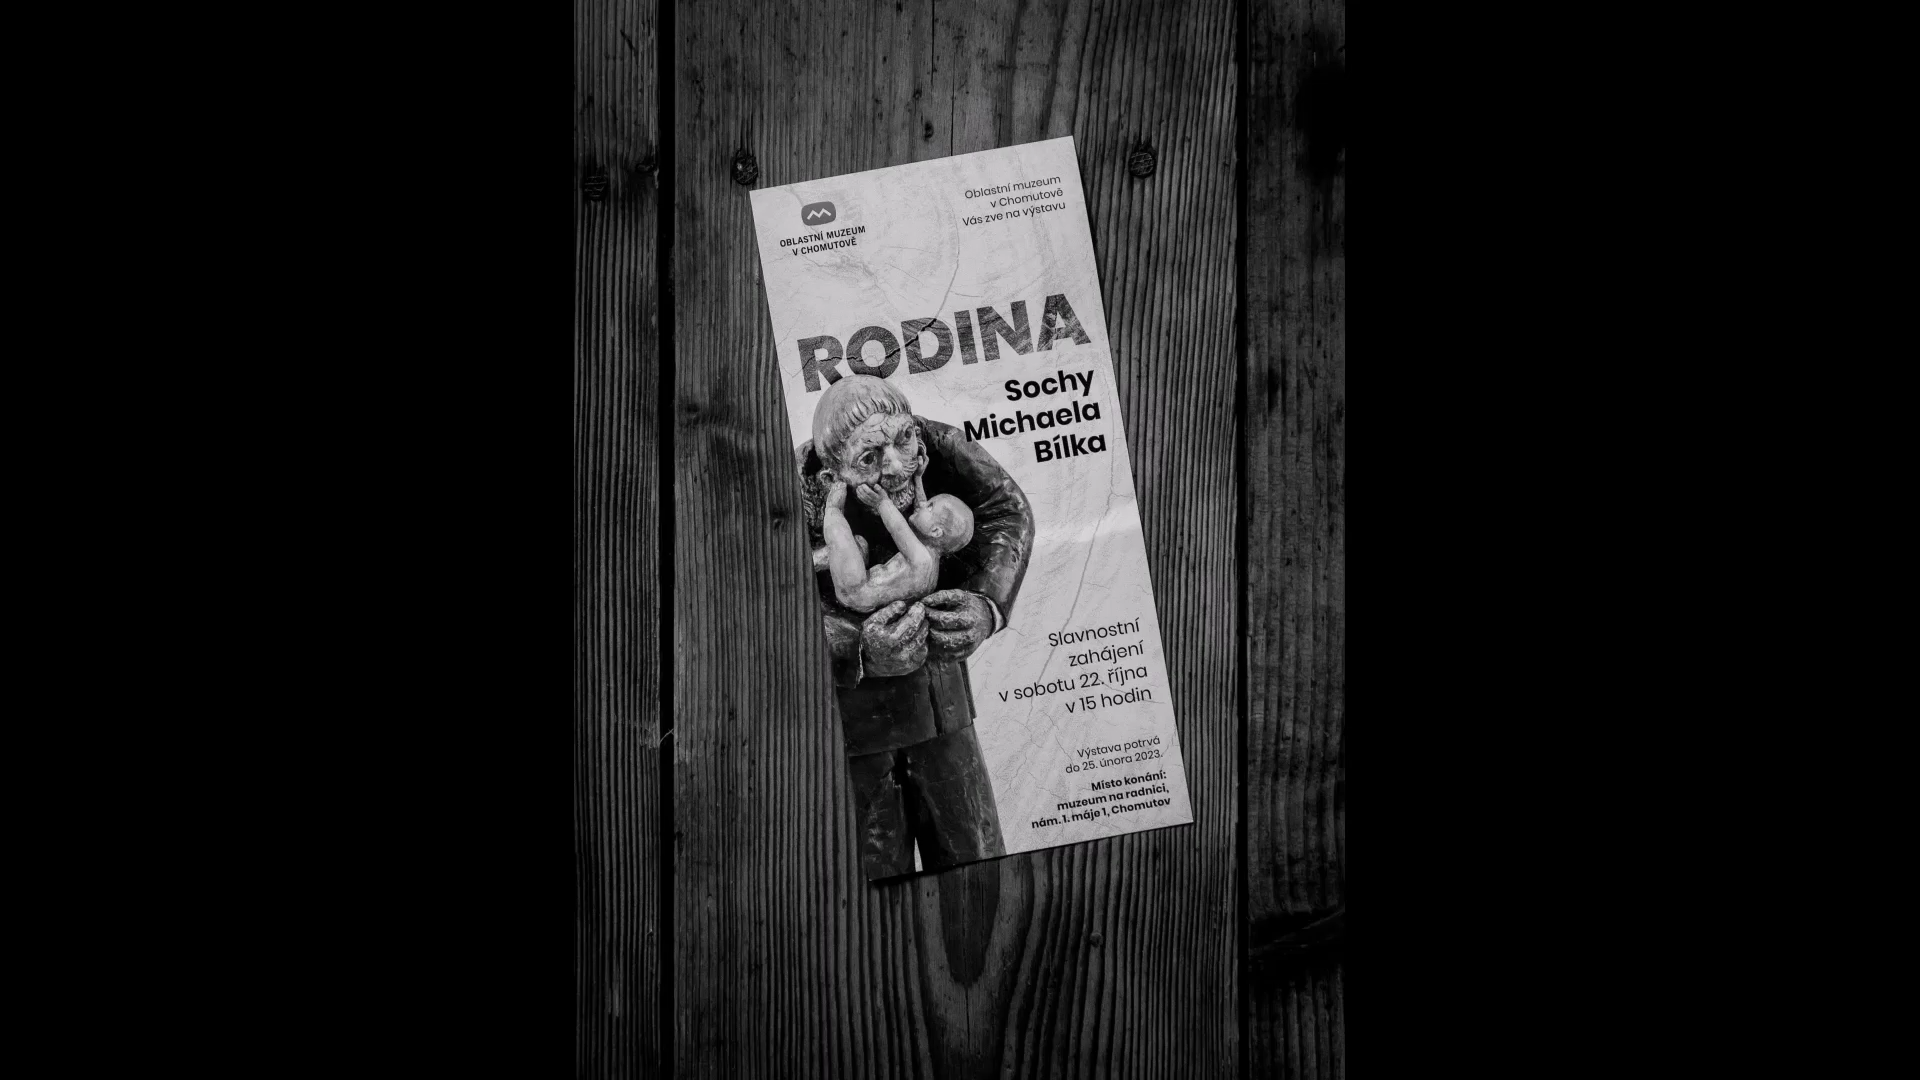 OBLASTNÍ MUZEUM
V CHOMUTOVĚ
Oblastní muzeum
v Chomutově
Vás zve na výstavu
RODINA
Sochy
Michaela
Bílka
Slavnostní
zahájení
v sobotu 22. října
v 15 hodin
Výstava potrvá
do 25. února 2023.
Místo konání:
muzeum na radnici,
nám. 1. máje 1, Chomutov